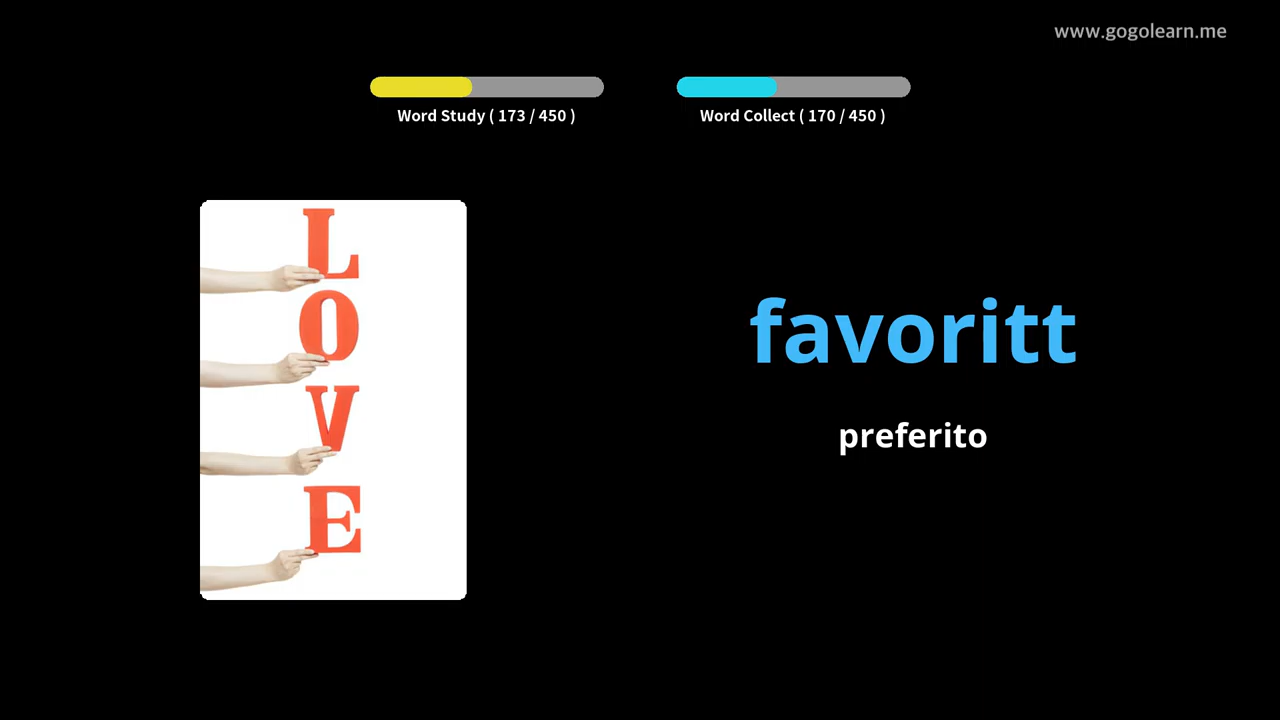 www.gogolearn.me
Word Study ( 173 / 450 )
Word Collect ( 170 / 450 )
L
O
V
E
favoritt
preferito